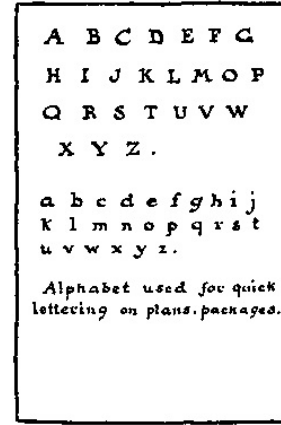 A B C D E F G
H I J K L M O P
Q R S T U V W
X Y Z .
a b c d e f g h i j
k l m n o p q r s t
u v w x y z .
Alphabet used for quick
lettering on plans. packages.